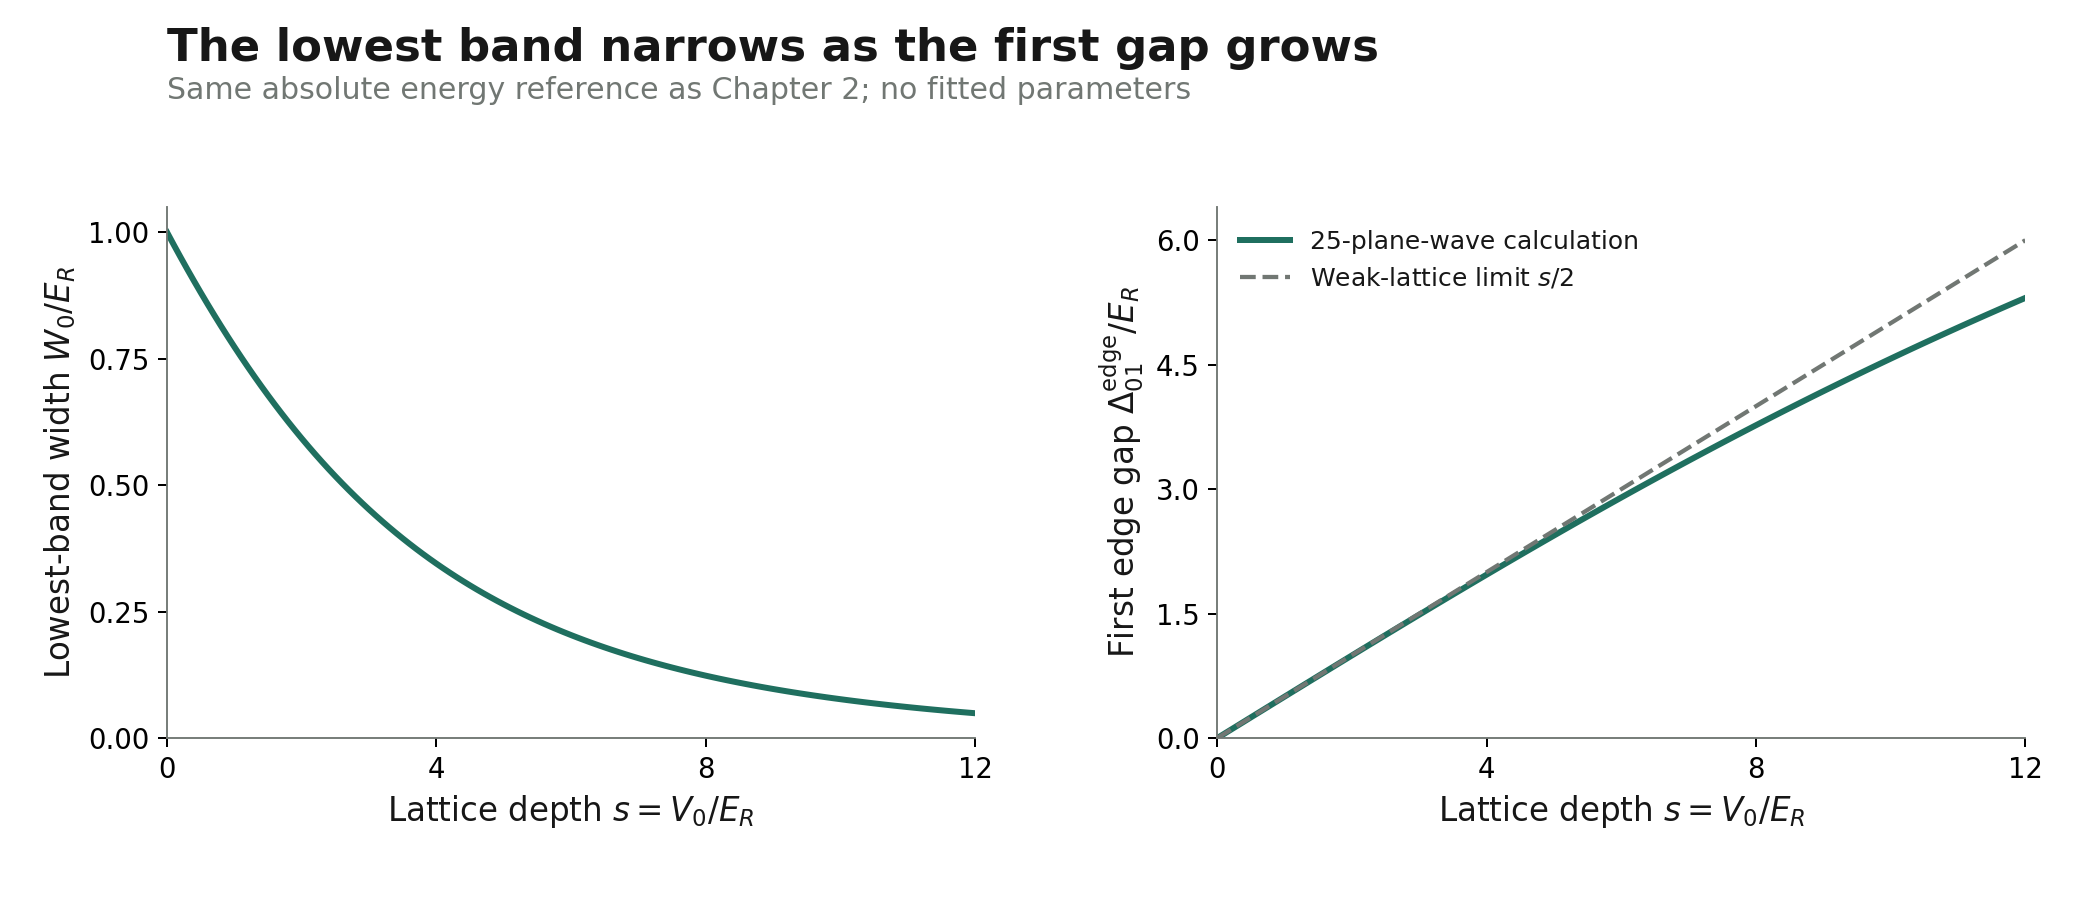 The lowest band narrows as the first gap grows
Same absolute energy reference as Chapter 2; no fitted parameters
Lowest-band width W₀/E_R
1.00
0.75
0.50
0.25
0.00
0
4
8
12
Lattice depth s = V₀/E_R
First edge gap Δ₀₁^edge/E_R
6.0
4.5
3.0
1.5
0.0
25-plane-wave calculation
Weak-lattice limit s/2
0
4
8
12
Lattice depth s = V₀/E_R